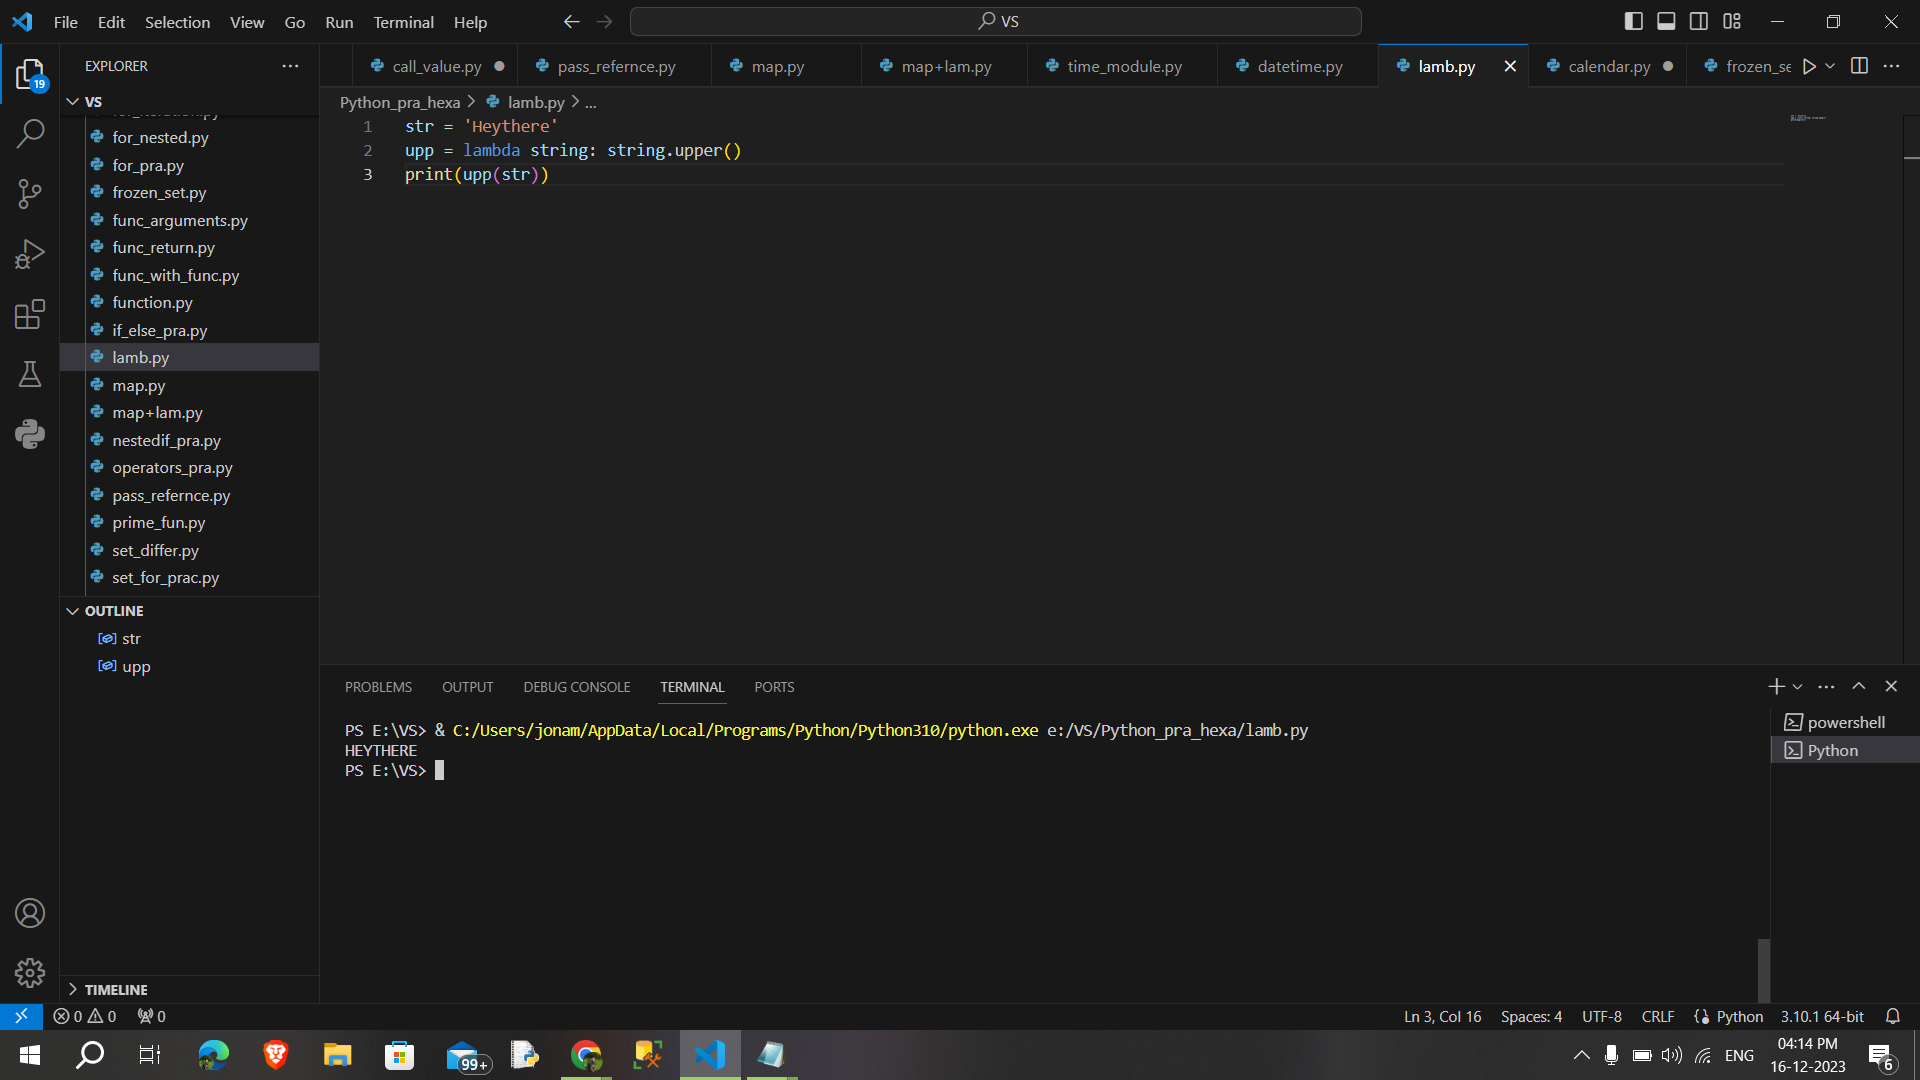 File Edit Selection View Go Run Terminal Help
VS
19
EXPLORER
call_value.py
pass_refernce.py
map.py
map+lam.py
time_module.py
datetime.py
lamb.py
calendar.py
frozen_se
VS
for_nested.py
for_pra.py
frozen_set.py
func_arguments.py
func_return.py
func_with_func.py
function.py
if_else_pra.py
lamb.py
map.py
map+lam.py
nestedif_pra.py
operators_pra.py
pass_refernce.py
prime_fun.py
set_differ.py
set_for_prac.py
OUTLINE
str
upp
TIMELINE
Python_pra_hexa > lamb.py > ...
1 str = 'Heythere'
2 upp = lambda string: string.upper()
3 print(upp(str))
PROBLEMS OUTPUT DEBUG CONSOLE TERMINAL PORTS
PS E:\VS> & C:/Users/jonam/AppData/Local/Programs/Python/Python310/python.exe e:/VS/Python_pra_hexa/lamb.py
HEYTHERE
PS E:\VS>
powershell
Python
0 0 0
Ln 3, Col 16 Spaces: 4 UTF-8 CRLF Python 3.10.1 64-bit
99+
ENG
04:14 PM
16-12-2023
6